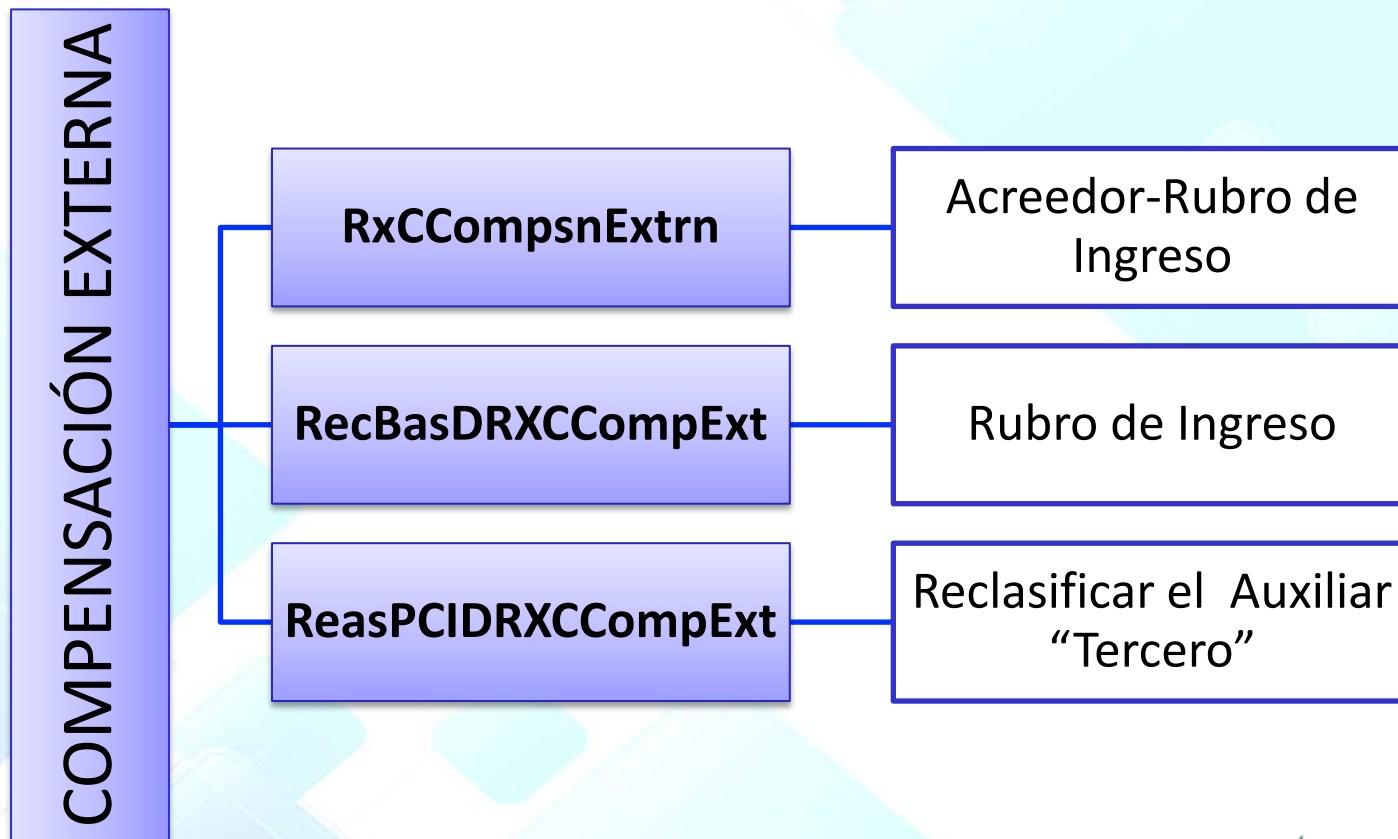 COMPENSACIÓN EXTERNA
RxCCompsnExtrn
Acreedor-Rubro de
Ingreso
RecBasDRXCCompExt
Rubro de Ingreso
ReasPCIDRXCCompExt
Reclasificar el Auxiliar
“Tercero”